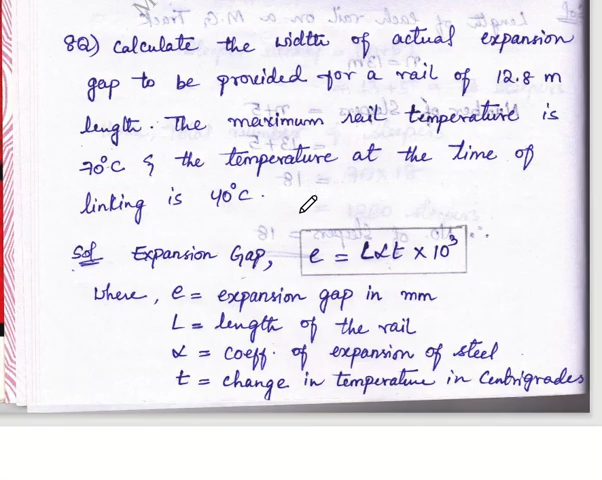 8Q) Calculate the width of actual expansion
gap to be provided for a rail of 12.8 m
length. The maximum rail temperature is
70°C & the temperature at the time of
linking is 40°C.
Sol Expansion Gap, e = Lαt × 10³
Where, e = expansion gap in mm
L = length of the rail
α = coeff. of expansion of steel
t = change in temperature in Centrigrades